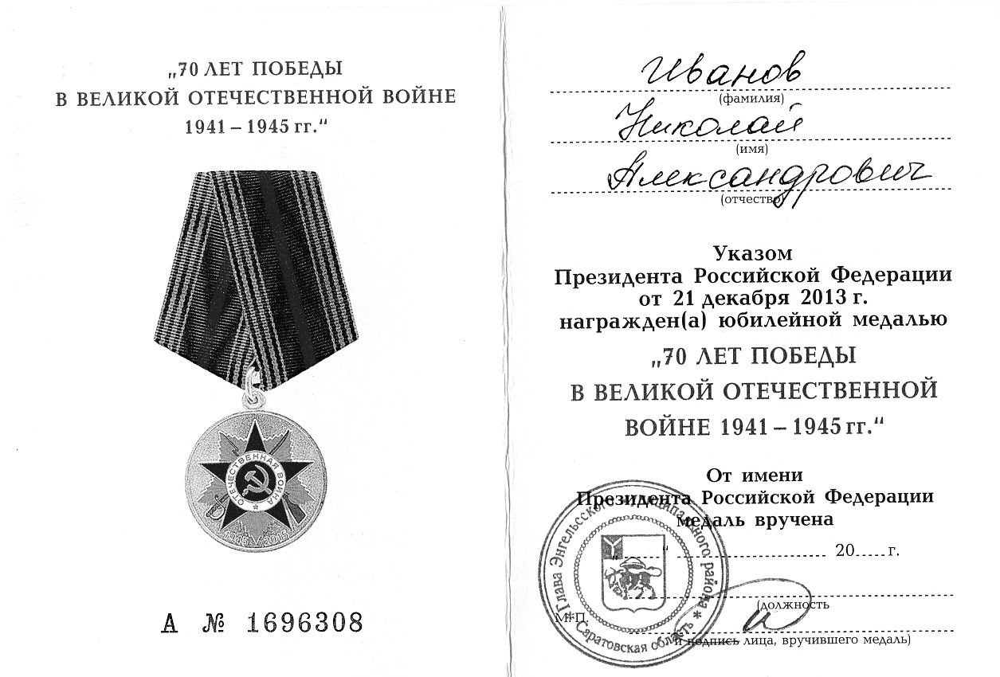 „70 ЛЕТ ПОБЕДЫ
В ВЕЛИКОЙ ОТЕЧЕСТВЕННОЙ ВОЙНЕ
1941 – 1945 гг.“
ОТЕЧЕСТВЕННАЯ ВОЙНА
1945 2015
А № 1696308
Иванов
(фамилия)
Николай
(имя)
Александрович
(отчество)
Указом
Президента Российской Федерации
от 21 декабря 2013 г.
награжден(а) юбилейной медалью
„70 ЛЕТ ПОБЕДЫ
В ВЕЛИКОЙ ОТЕЧЕСТВЕННОЙ
ВОЙНЕ 1941 – 1945 гг.“
От имени
Президента Российской Федерации
медаль вручена
„......“ .............................. 20.....г.
(должность
М.П.
и подпись лица, вручившего медаль)
Глава Энгельсского муниципального района
* Саратовская область *